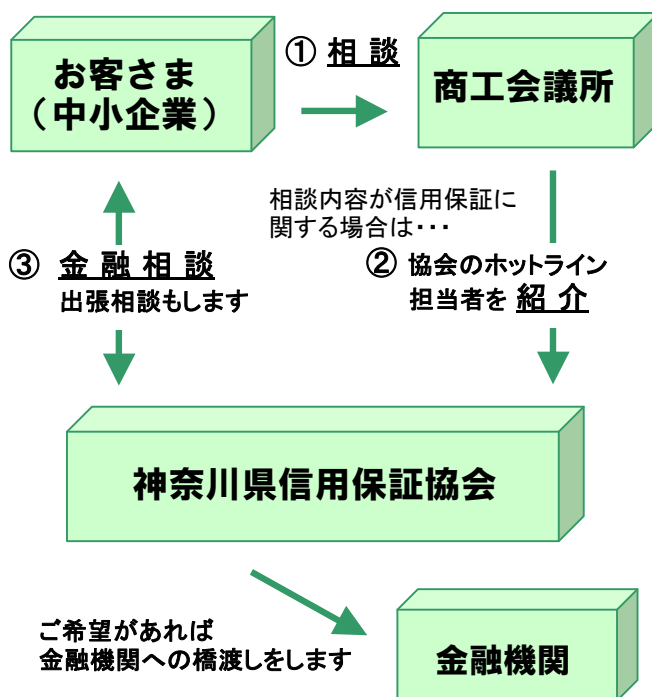 お客さま
（中小企業）
① 相 談
商工会議所
相談内容が信用保証に
関する場合は・・・
② 協会のホットライン
担当者を 紹 介
③ 金 融 相 談
出張相談もします
神奈川県信用保証協会
ご希望があれば
金融機関への橋渡しをします
金融機関